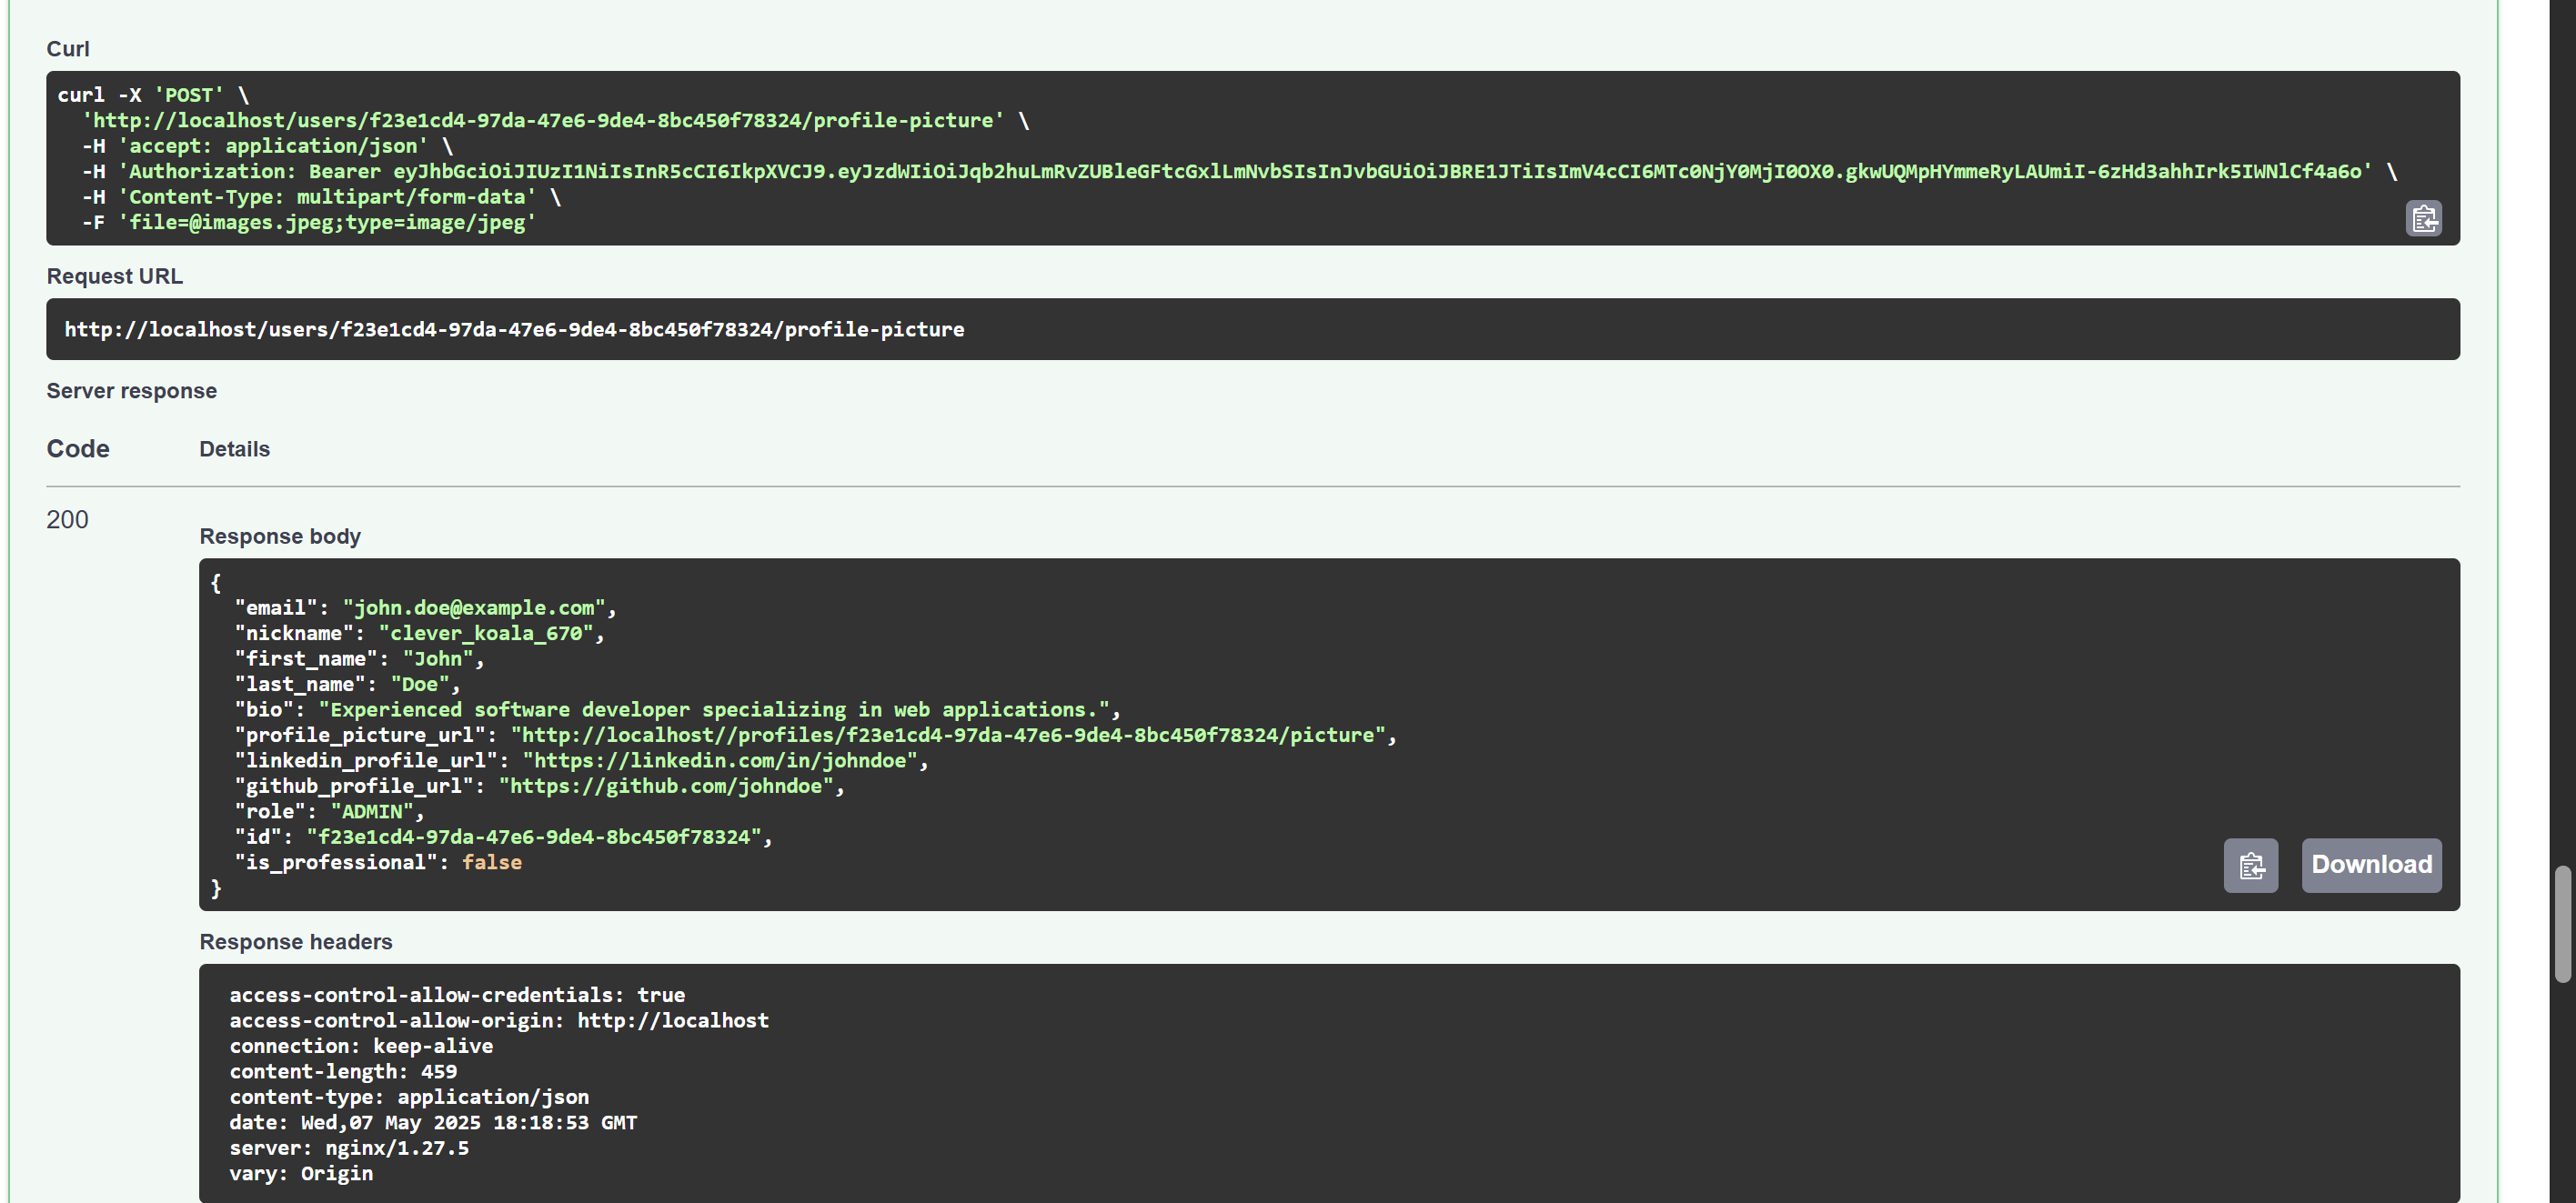 Curl
curl -X 'POST' \
  'http://localhost/users/f23e1cd4-97da-47e6-9de4-8bc450f78324/profile-picture' \
  -H 'accept: application/json' \
  -H 'Authorization: Bearer eyJhbGciOiJIUzI1NiIsInR5cCI6IkpXVCJ9.eyJzdWIiOiJqb2huLmRvZUBleGFtcGxlLmNvbSIsInJvbGUiOiJBRE1JTiIsImV4cCI6MTc0NjY0MjI0OX0.gkwUQMpHYmmeRyLAUmiI-6zHd3ahhIrk5IWNlCf4a6o' \
  -H 'Content-Type: multipart/form-data' \
  -F 'file=@images.jpeg;type=image/jpeg'
Request URL
http://localhost/users/f23e1cd4-97da-47e6-9de4-8bc450f78324/profile-picture
Server response
Code Details
200
Response body
{
  "email": "john.doe@example.com",
  "nickname": "clever_koala_670",
  "first_name": "John",
  "last_name": "Doe",
  "bio": "Experienced software developer specializing in web applications.",
  "profile_picture_url": "http://localhost//profiles/f23e1cd4-97da-47e6-9de4-8bc450f78324/picture",
  "linkedin_profile_url": "https://linkedin.com/in/johndoe",
  "github_profile_url": "https://github.com/johndoe",
  "role": "ADMIN",
  "id": "f23e1cd4-97da-47e6-9de4-8bc450f78324",
  "is_professional": false
}
Download
Response headers
access-control-allow-credentials: true
access-control-allow-origin: http://localhost
connection: keep-alive
content-length: 459
content-type: application/json
date: Wed,07 May 2025 18:18:53 GMT
server: nginx/1.27.5
vary: Origin